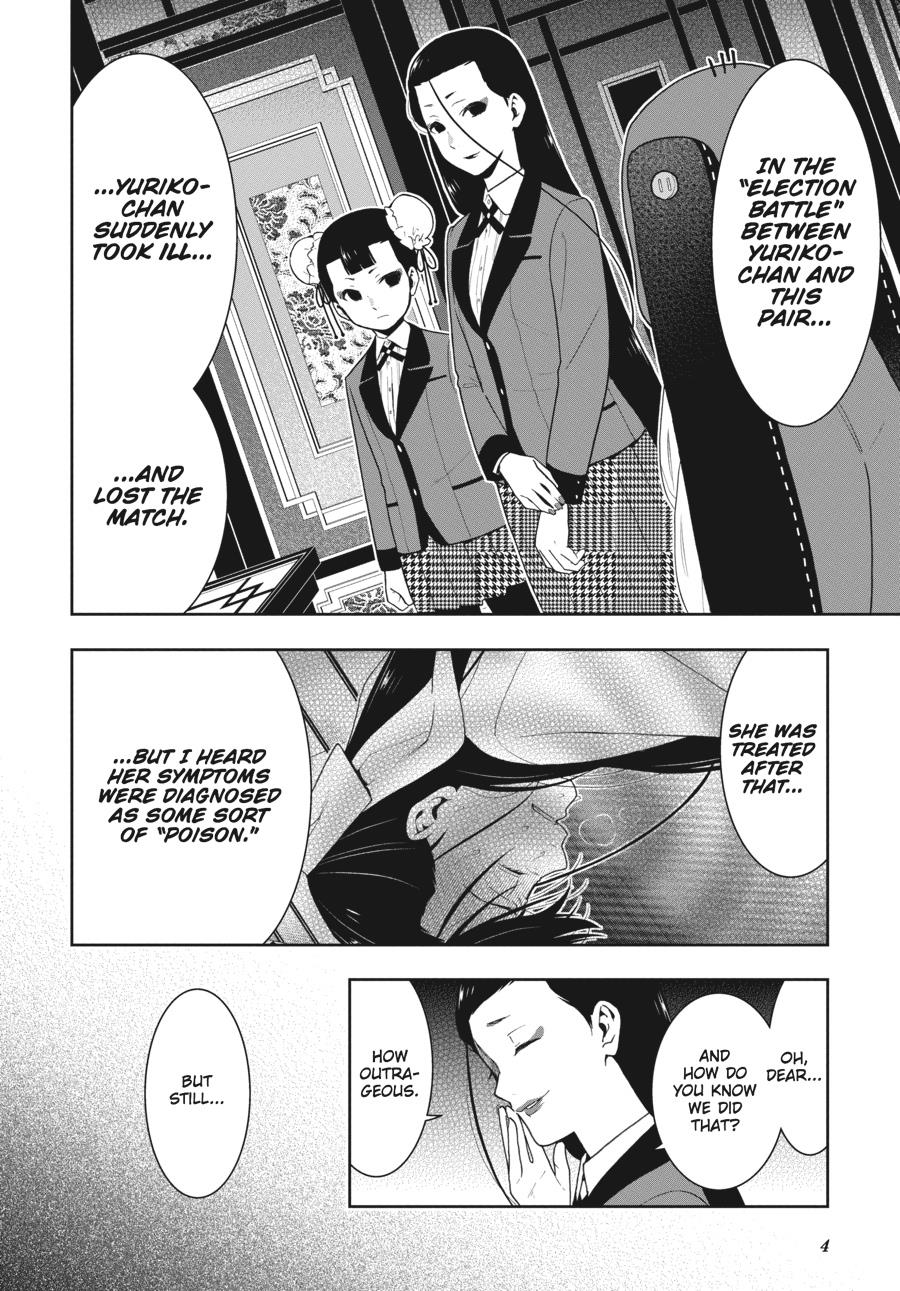 IN THE
"ELECTION
BATTLE"
BETWEEN
YURIKO-
CHAN AND
THIS
PAIR...
...YURIKO-
CHAN
SUDDENLY
TOOK ILL...
...AND
LOST THE
MATCH.
SHE WAS
TREATED
AFTER
THAT...
...BUT I HEARD
HER SYMPTOMS
WERE DIAGNOSED
AS SOME SORT
OF "POISON."
OH,
DEAR...
AND
HOW DO
YOU KNOW
WE DID
THAT?
HOW
OUTRA-
GEOUS.
BUT
STILL...
4